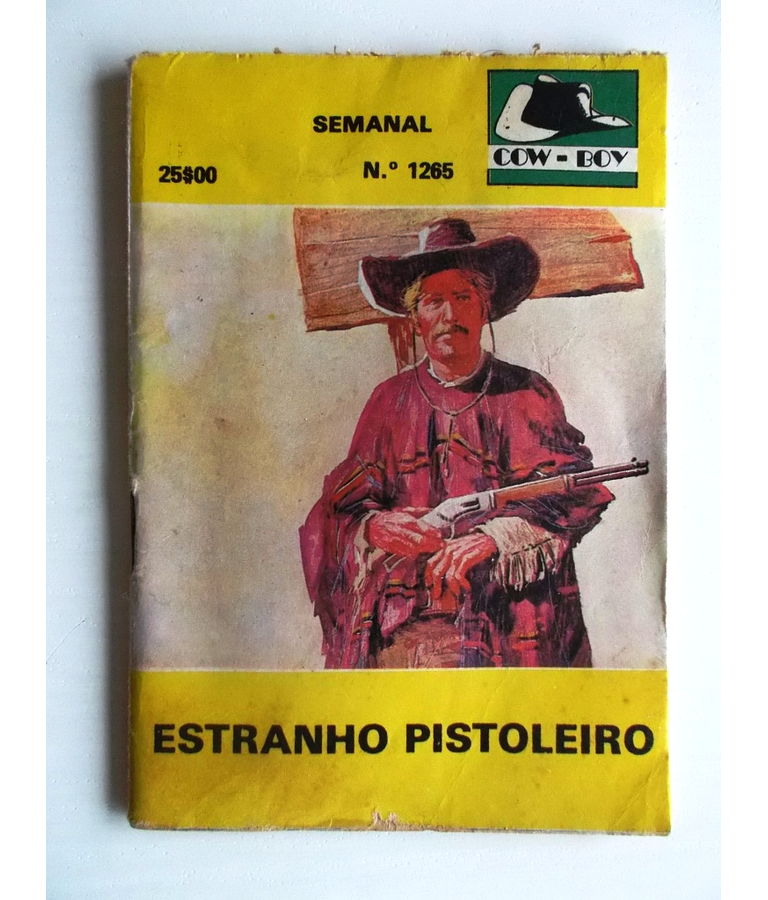 SEMANAL
25$00
N.º 1265
COW - BOY
ESTRANHO PISTOLEIRO